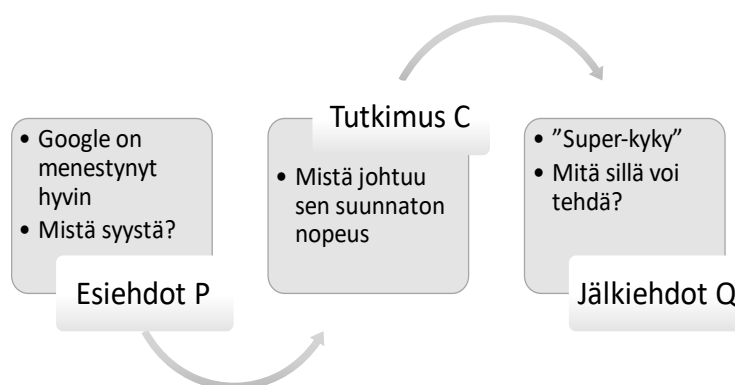 • Google on
menestynyt
hyvin
• Mistä syystä?
Esiehdot P
Tutkimus C
• Mistä johtuu
sen suunnaton
nopeus
• ”Super-kyky”
• Mitä sillä voi
tehdä?
Jälkiehdot Q